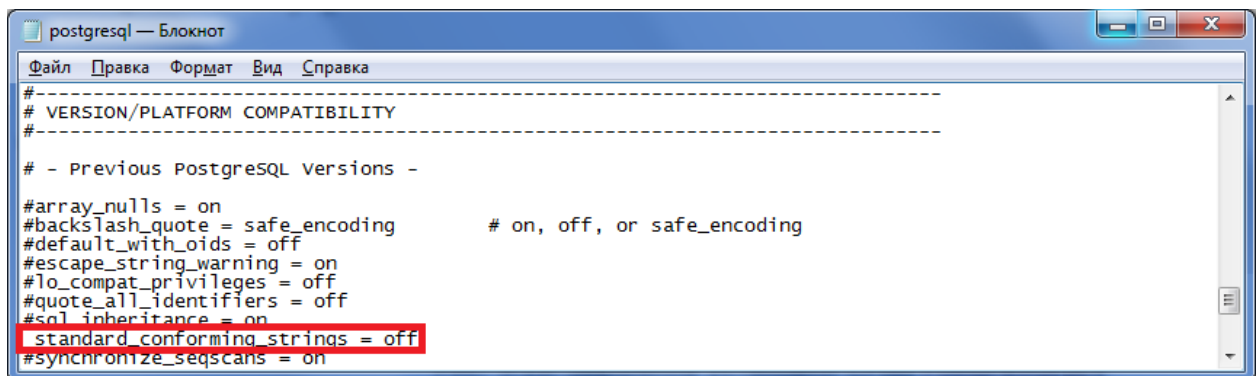 postgresql — Блокнот
Файл Правка Формат Вид Справка
#---------------------------------------------------------------------------
# VERSION/PLATFORM COMPATIBILITY
#---------------------------------------------------------------------------
# - Previous PostgreSQL Versions -
#array_nulls = on
#backslash_quote = safe_encoding # on, off, or safe_encoding
#default_with_oids = off
#escape_string_warning = on
#lo_compat_privileges = off
#quote_all_identifiers = off
#sql_inheritance = on
standard_conforming_strings = off
#synchronize_seqscans = on